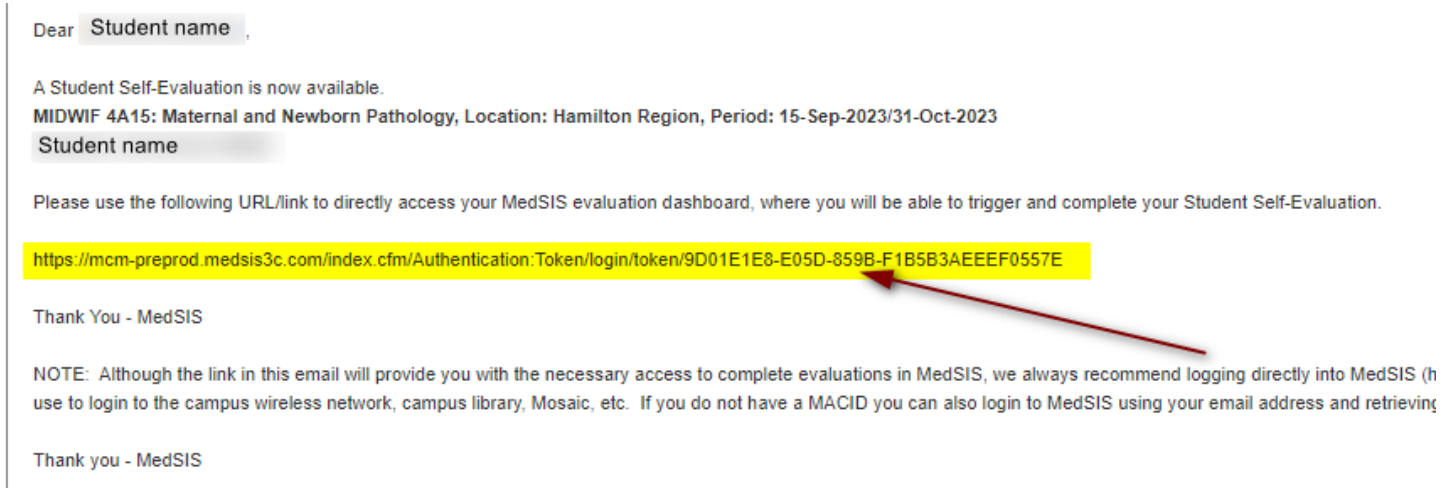 Dear Student name ,
A Student Self-Evaluation is now available.
MIDWIF 4A15: Maternal and Newborn Pathology, Location: Hamilton Region, Period: 15-Sep-2023/31-Oct-2023
Student name
Please use the following URL/link to directly access your MedSIS evaluation dashboard, where you will be able to trigger and complete your Student Self-Evaluation.
https://mcm-preprod.medsis3c.com/index.cfm/Authentication:Token/login/token/9D01E1E8-E05D-859B-F1B5B3AEEEF0557E
Thank You - MedSIS
NOTE: Although the link in this email will provide you with the necessary access to complete evaluations in MedSIS, we always recommend logging directly into MedSIS (h
use to login to the campus wireless network, campus library, Mosaic, etc. If you do not have a MACID you can also login to MedSIS using your email address and retrieving
Thank you - MedSIS